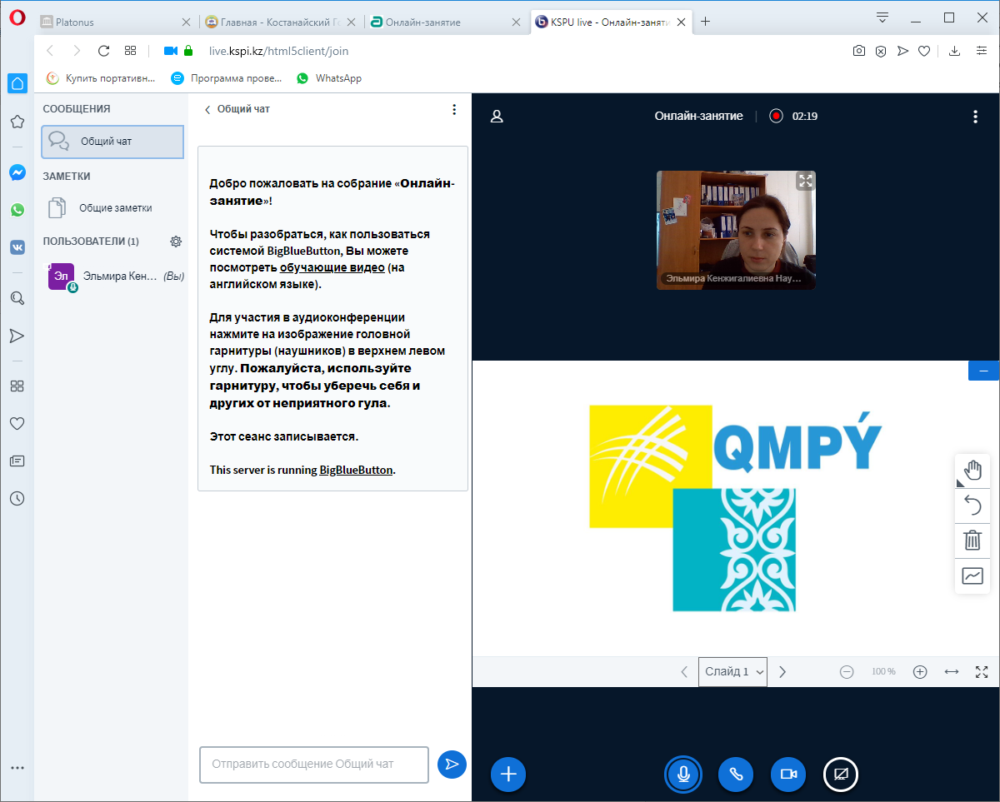 Platonus
Главная - Костанайский Го
Онлайн-занятие
KSPU live - Онлайн-заняти
live.kspi.kz/html5client/join
Купить портативн...
Программа прове...
WhatsApp
СООБЩЕНИЯ
Общий чат
ЗАМЕТКИ
Общие заметки
ПОЛЬЗОВАТЕЛИ (1)
Эл
Эльмира Кен... (Вы)
Общий чат
Добро пожаловать на собрание «Онлайн-
занятие»!
Чтобы разобраться, как пользоваться
системой BigBlueButton, Вы можете
посмотреть обучающие видео (на
английском языке).
Для участия в аудиоконференции
нажмите на изображение головной
гарнитуры (наушников) в верхнем левом
углу. Пожалуйста, используйте
гарнитуру, чтобы уберечь себя и
других от неприятного гула.
Этот сеанс записывается.
This server is running BigBlueButton.
Отправить сообщение Общий чат
Онлайн-занятие
02:19
Эльмира Кенжигалиевна Нау...
QMPÝ
Слайд 1
100 %